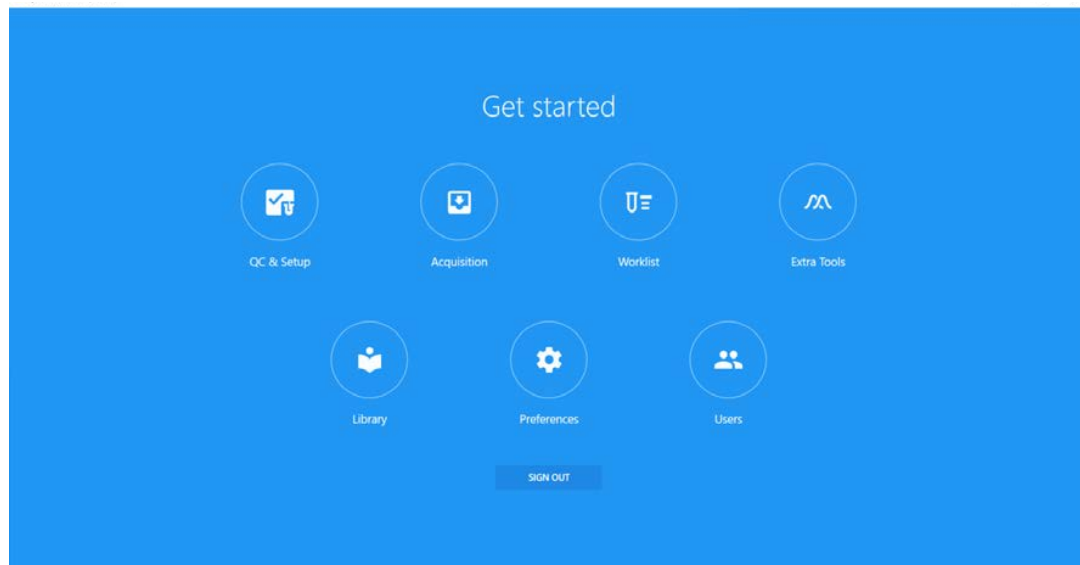 Get started
QC & Setup
Acquisition
Worklist
Extra Tools
Library
Preferences
Users
SIGN OUT